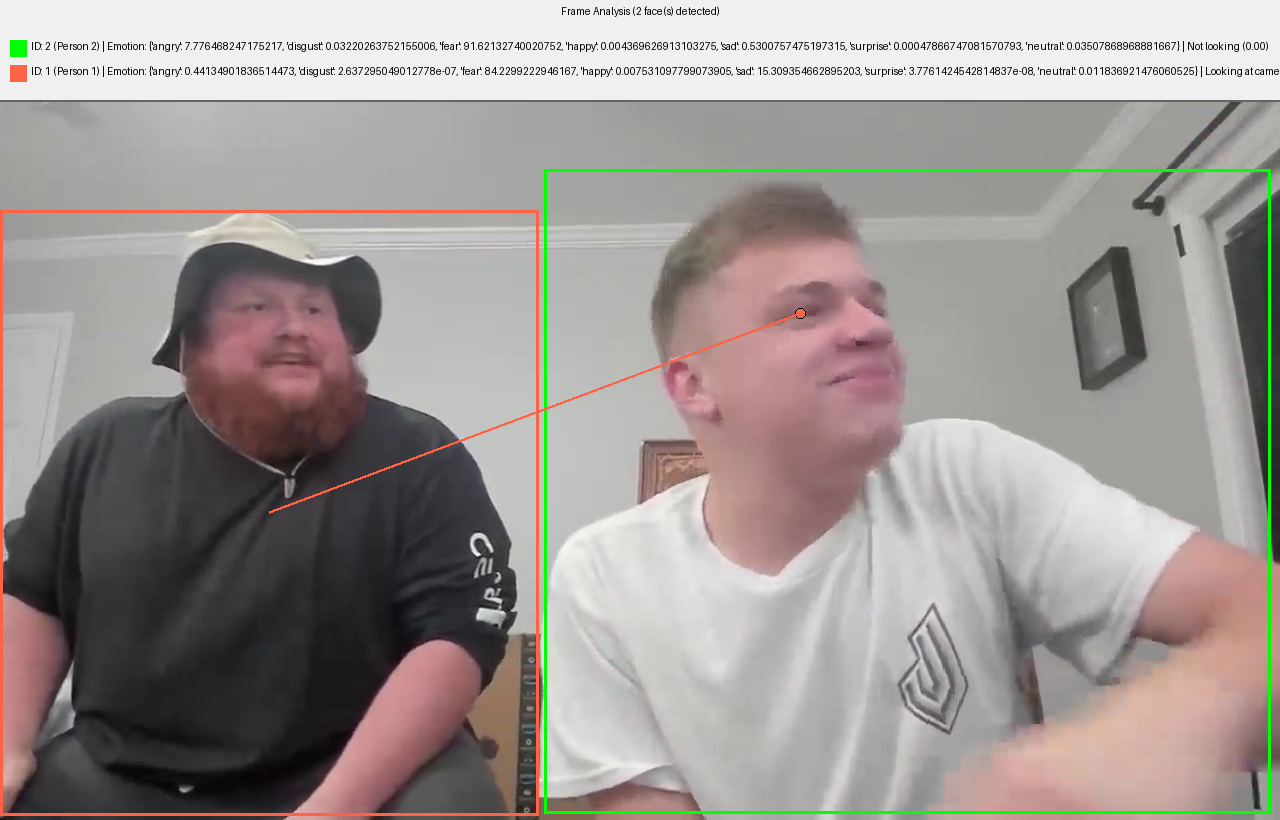 Frame Analysis (2 face(s) detected)
ID: 2 (Person 2) | Emotion: {'angry': 7.776468247175217, 'disgust': 0.03220263752155006, 'fear': 91.62132740020752, 'happy': 0.004369626913103275, 'sad': 0.5300757475197315, 'surprise': 0.00047866747081570793, 'neutral': 0.03507868968881667} | Not looking (0.00)
ID: 1 (Person 1) | Emotion: {'angry': 0.44134901836514473, 'disgust': 2.637295049012778e-07, 'fear': 84.2299222946167, 'happy': 0.007531097799073905, 'sad': 15.309354662895203, 'surprise': 3.7761424542814837e-08, 'neutral': 0.011836921476060525} | Looking at came